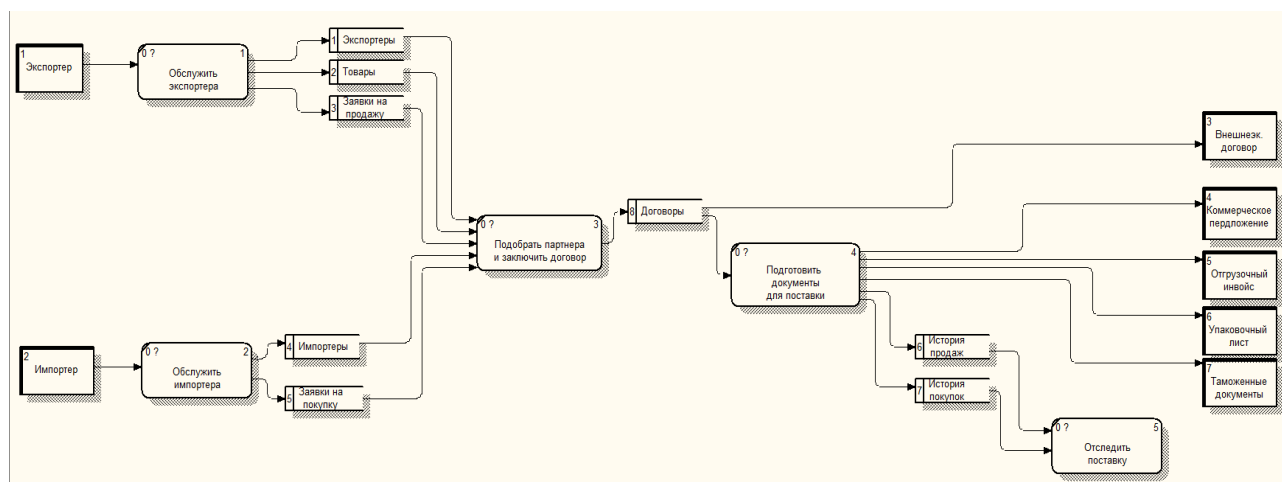 1
Экспортер
0 ?
1
Обслужить
экспортера
1
Экспортеры
2
Товары
3
Заявки на
продажу
2
Импортер
0 ?
2
Обслужить
импортера
4
Импортеры
5
Заявки на
покупку
0 ?
3
Подобрать партнера
и заключить договор
8
Договоры
0 ?
4
Подготовить
документы
для поставки
6
История
продаж
7
История
покупок
0 ?
5
Отследить
поставку
3
Внешнеэк.
договор
4
Коммерческое
пердложение
5
Отгрузочный
инвойс
6
Упаковочный
лист
7
Таможенные
документы